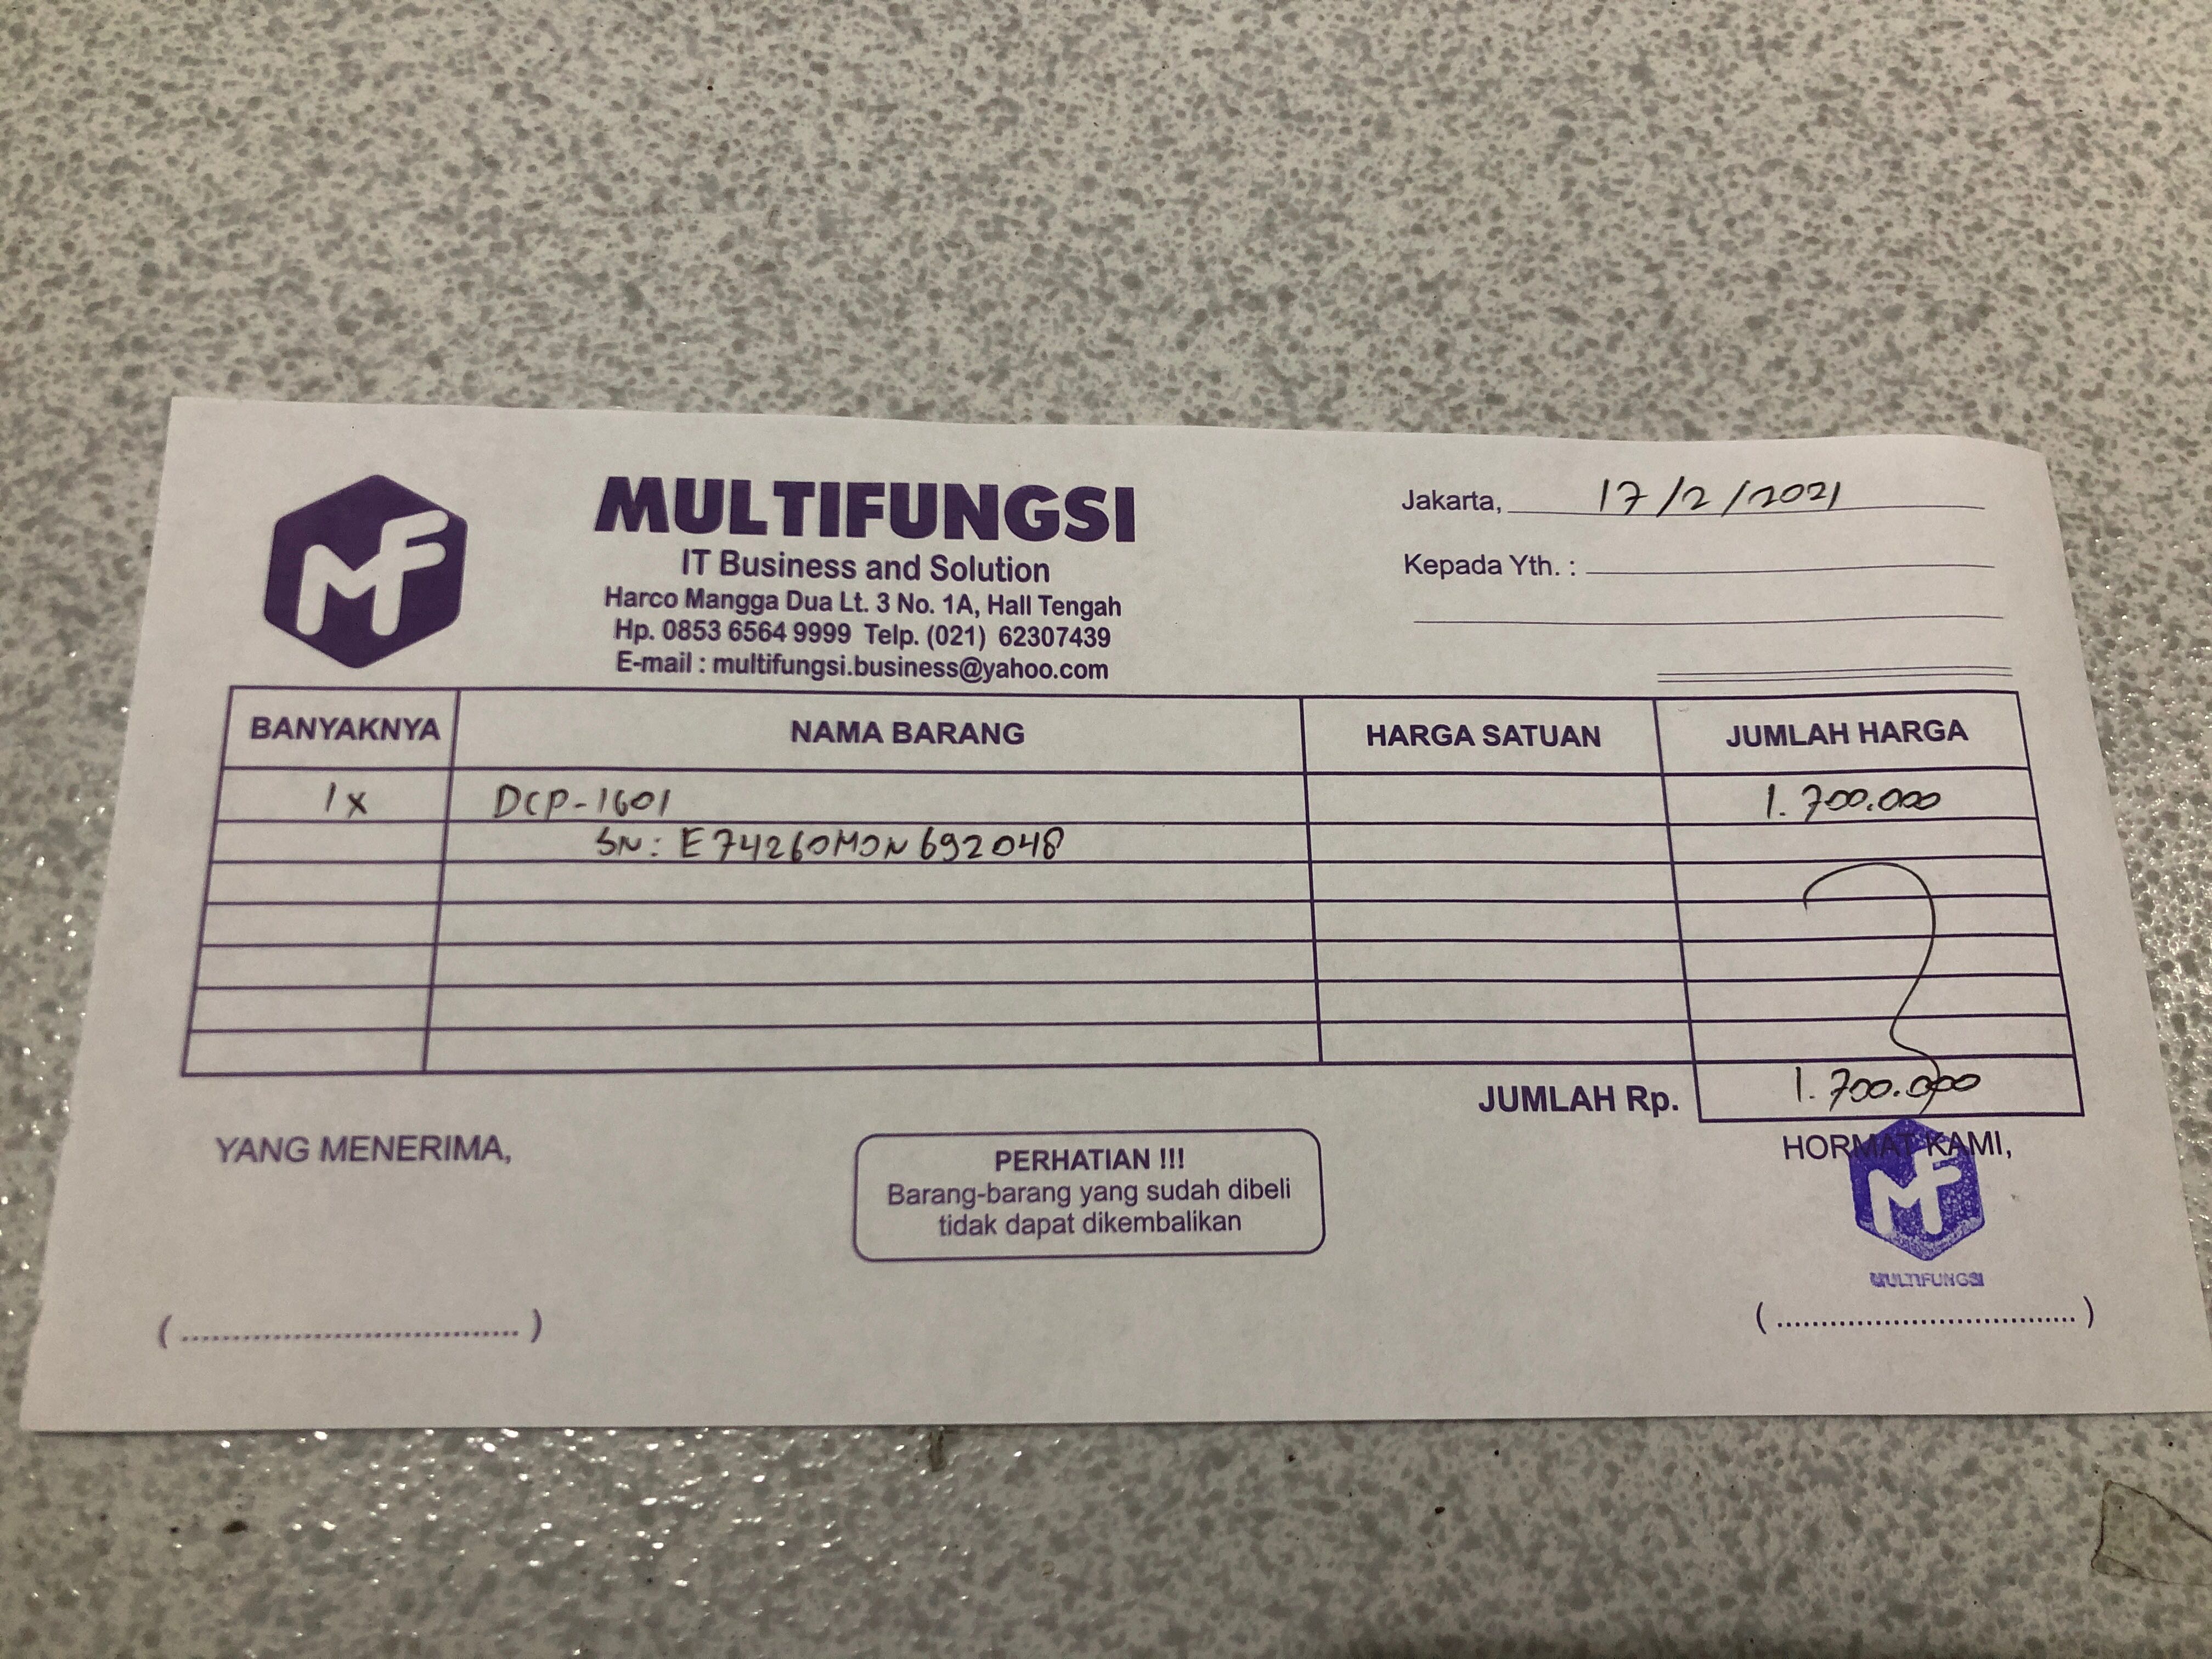 MF
MULTIFUNGSI
IT Business and Solution
Harco Mangga Dua Lt. 3 No. 1A, Hall Tengah
Hp. 0853 6564 9999 Telp. (021) 62307439
E-mail : multifungsi.business@yahoo.com
Jakarta, 17/2/2021
Kepada Yth. :
BANYAKNYA NAMA BARANG HARGA SATUAN JUMLAH HARGA
1x DCP-1601 1.700.000
SN: E74260M0N692048
JUMLAH Rp. 1.700.000
YANG MENERIMA,
PERHATIAN !!!
Barang-barang yang sudah dibeli
tidak dapat dikembalikan
HORMAT KAMI,
MF
MULTIFUNGSI
(..................................)
(..................................)